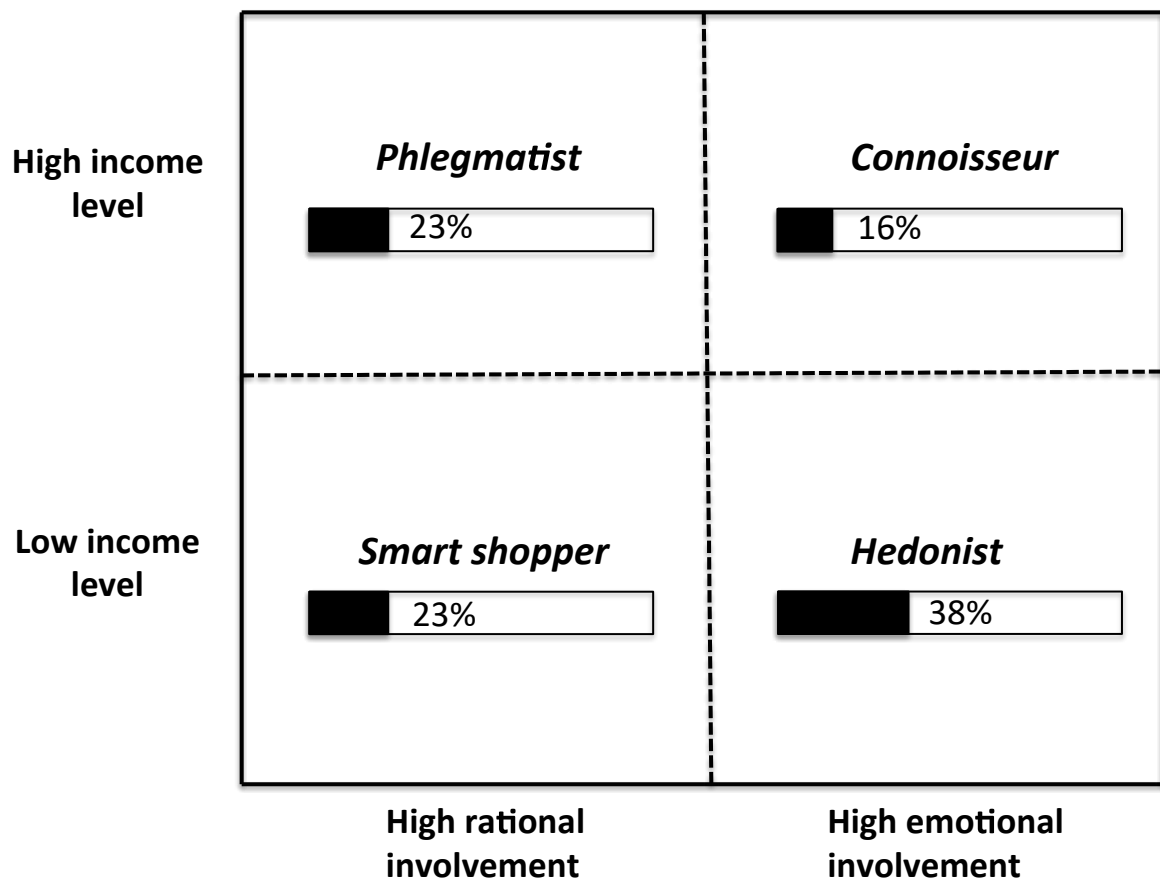 High income
level
Phlegmatist
23%
Connoisseur
16%
Low income
level
Smart shopper
23%
Hedonist
38%
High rational
involvement
High emotional
involvement